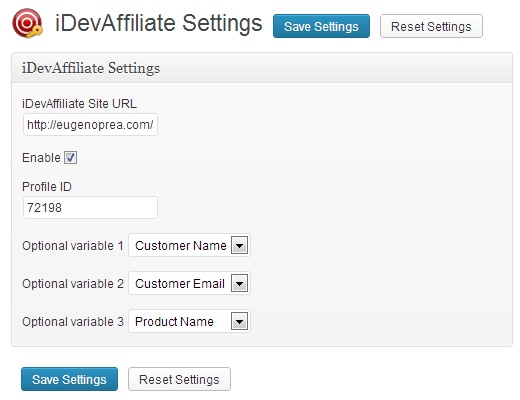 iDevAffiliate Settings Save Settings Reset Settings
iDevAffiliate Settings
iDevAffiliate Site URL
http://eugenoprea.com/
Enable
Profile ID
72198
Optional variable 1 Customer Name
Optional variable 2 Customer Email
Optional variable 3 Product Name
Save Settings Reset Settings